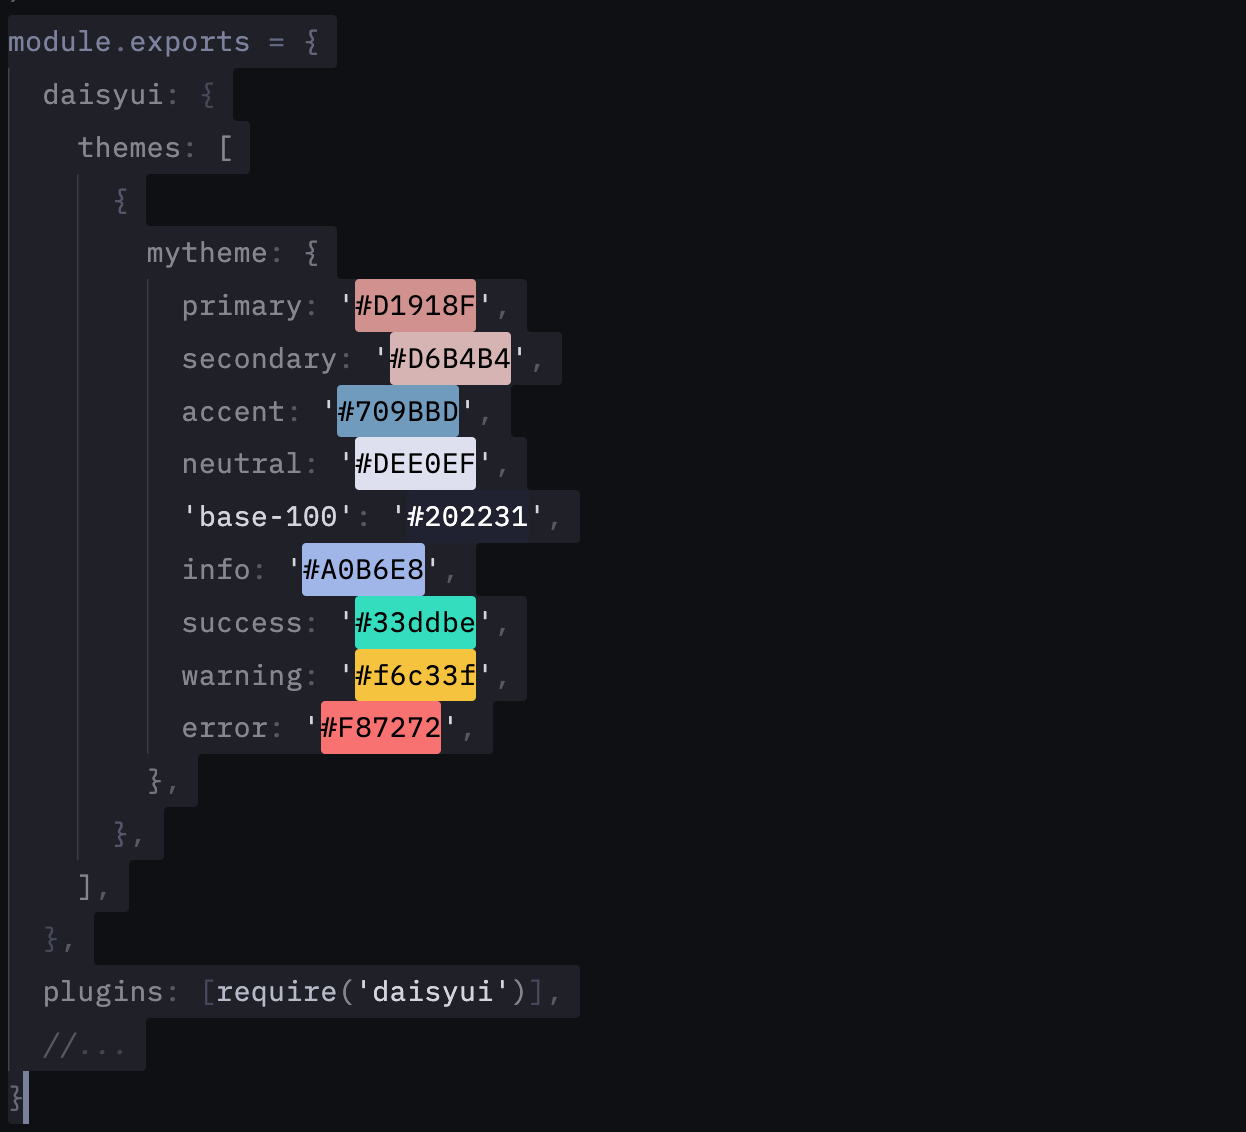 module.exports = {
daisyui: {
themes: [
{
mytheme: {
primary: '#D1918F',
secondary: '#D6B4B4',
accent: '#709BBD',
neutral: '#DEE0EF',
'base-100': '#202231',
info: '#A0B6E8',
success: '#33ddbe',
warning: '#f6c33f',
error: '#F87272',
},
},
],
},
plugins: [require('daisyui')],
//...
}